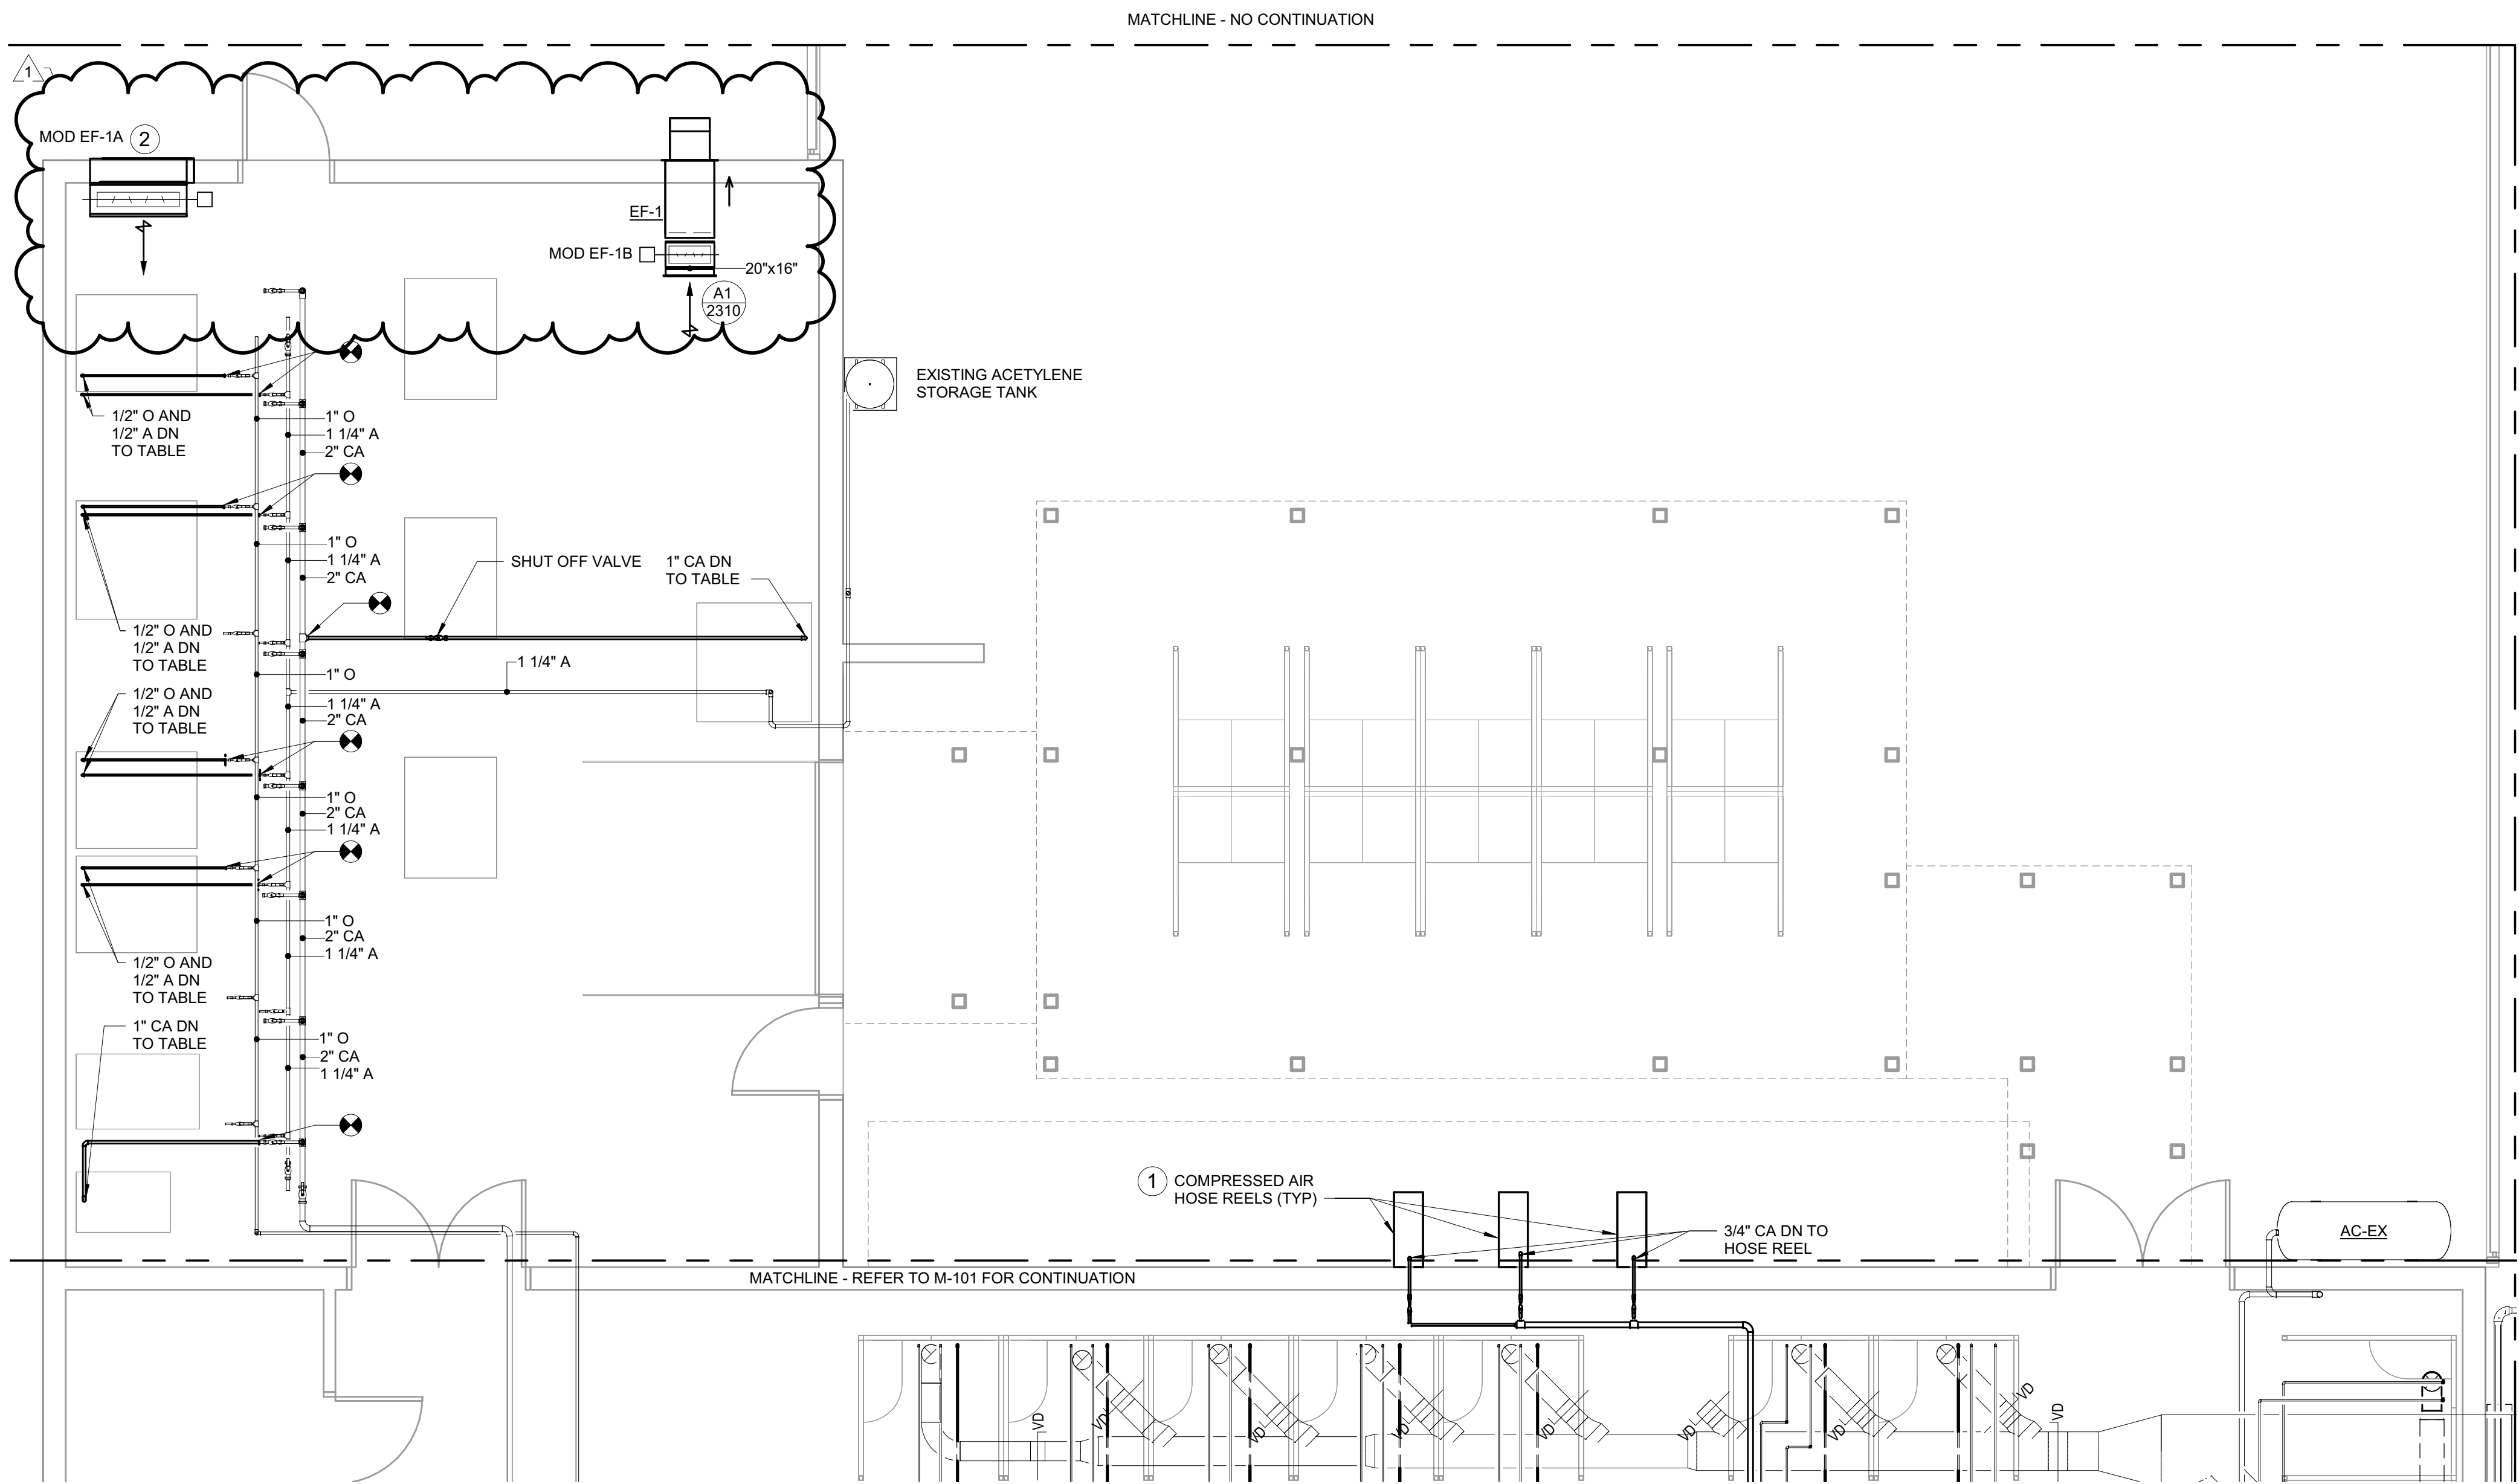 MATCHLINE - NO CONTINUATION
1
MOD EF-1A
2
EF-1
MOD EF-1B
20"x16"
A1
2310
EXISTING ACETYLENE
STORAGE TANK
1/2" O AND
1/2" A DN
TO TABLE
1" O
1 1/4" A
2" CA
1" O
1 1/4" A
2" CA
SHUT OFF VALVE
1" CA DN
TO TABLE
1/2" O AND
1/2" A DN
TO TABLE
1 1/4" A
1" O
1 1/4" A
2" CA
1/2" O AND
1/2" A DN
TO TABLE
1" O
2" CA
1 1/4" A
1" O
2" CA
1 1/4" A
1/2" O AND
1/2" A DN
TO TABLE
1" CA DN
TO TABLE
1" O
2" CA
1 1/4" A
1
COMPRESSED AIR
HOSE REELS (TYP)
3/4" CA DN TO
HOSE REEL
AC-EX
MATCHLINE - REFER TO M-101 FOR CONTINUATION
VD
VD
VD
VD
VD
VD
VD
VD
VD